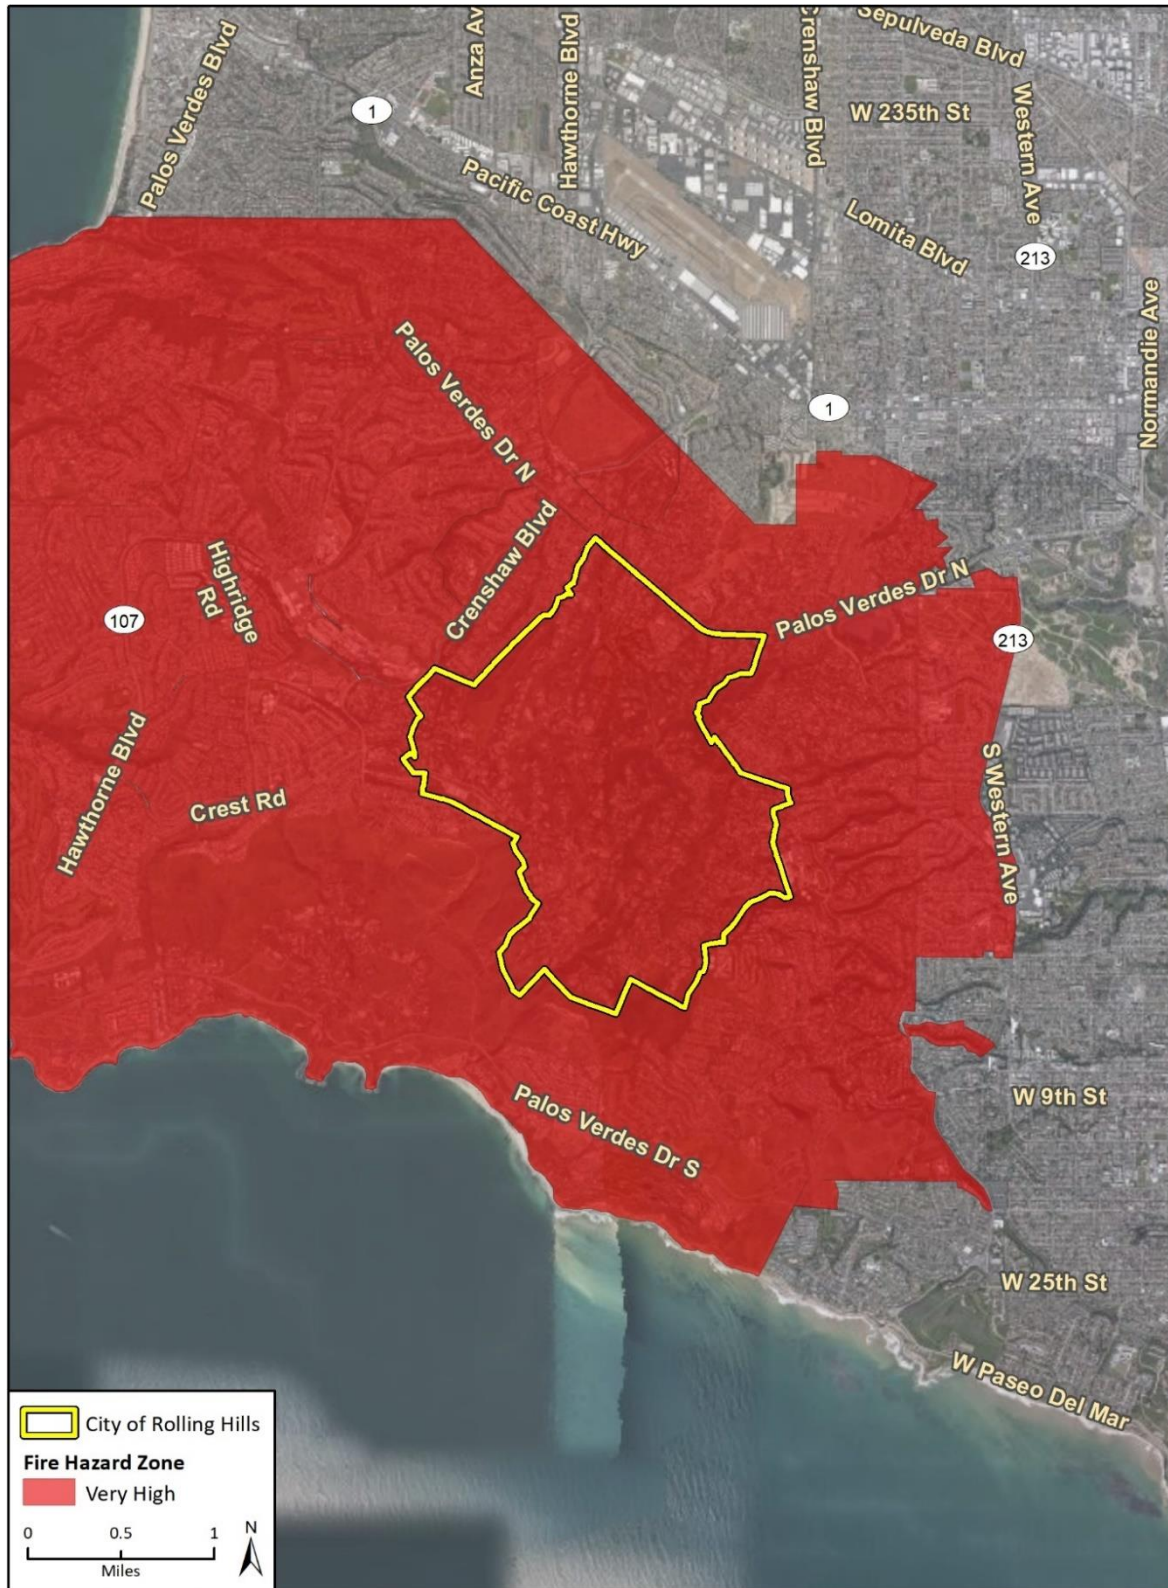 Sepulveda Blvd
Anza Av
Hawthorne Blvd
Crenshaw Blvd
Palos Verdes Blvd
1
W 235th St
Western Ave
Pacific Coast Hwy
Lomita Blvd
213
Normandie Ave
Palos Verdes Dr N
1
Crenshaw Blvd
Highridge
Rd
107
Palos Verdes Dr N
213
Hawthorne Blvd
Crest Rd
S Western Ave
W 9th St
Palos Verdes Dr S
W 25th St
W Paseo Del Mar
City of Rolling Hills
Fire Hazard Zone
Very High
0 0.5 1
Miles
N